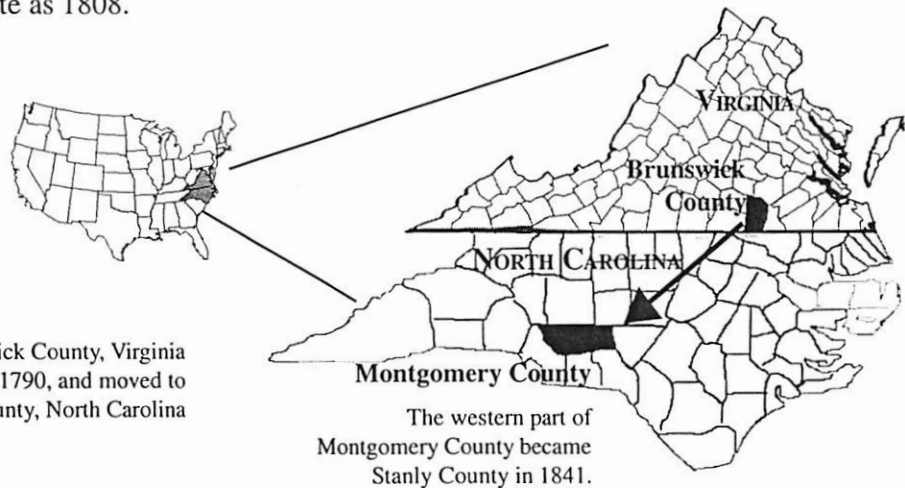 te as 1808.
VIRGINIA
Brunswick
County
NORTH CAROLINA
ick County, Virginia
1790, and moved to
unty, North Carolina
Montgomery County
The western part of
Montgomery County became
Stanly County in 1841.